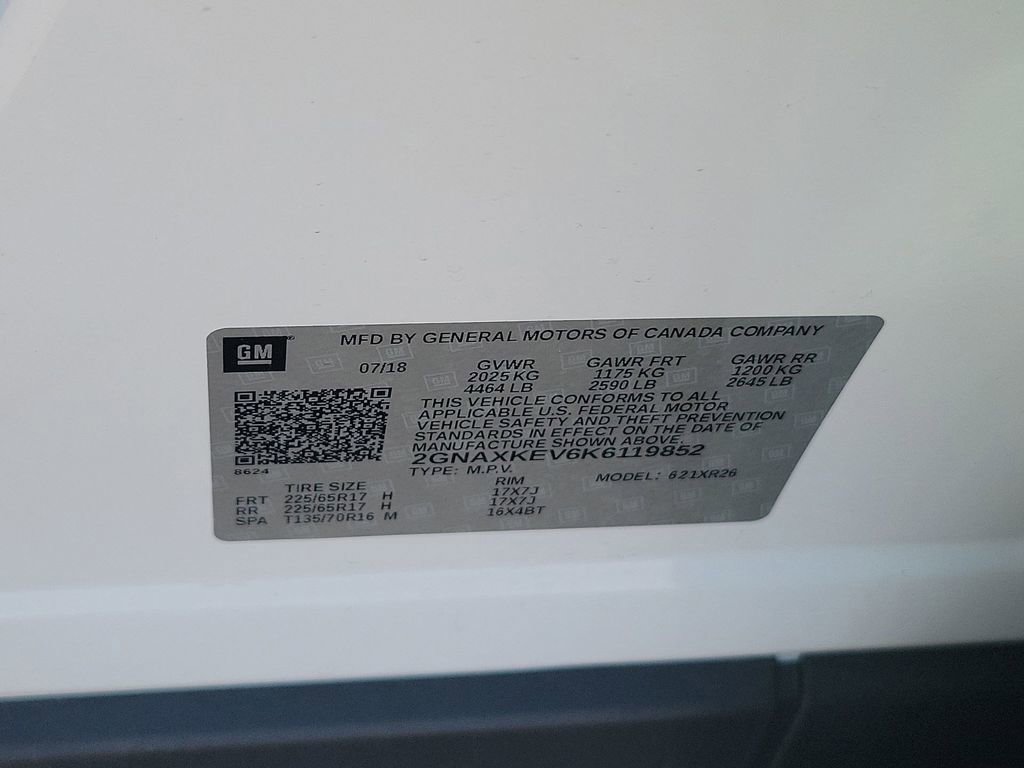 GM
MFD BY GENERAL MOTORS OF CANADA COMPANY
07/18 GVWR GAWR FRT GAWR RR
2025 KG 1175 KG 1200 KG
4464 LB 2590 LB 2645 LB
THIS VEHICLE CONFORMS TO ALL
APPLICABLE U.S. FEDERAL MOTOR
VEHICLE SAFETY AND THEFT PREVENTION
STANDARDS IN EFFECT ON THE DATE OF
MANUFACTURE SHOWN ABOVE.
2GNAXKEV6K6119852
8624
TYPE: M.P.V. MODEL: 621XR26
TIRE SIZE RIM
FRT 225/65R17 H 17X7J
RR 225/65R17 H 17X7J
SPA T135/70R16 M 16X4BT